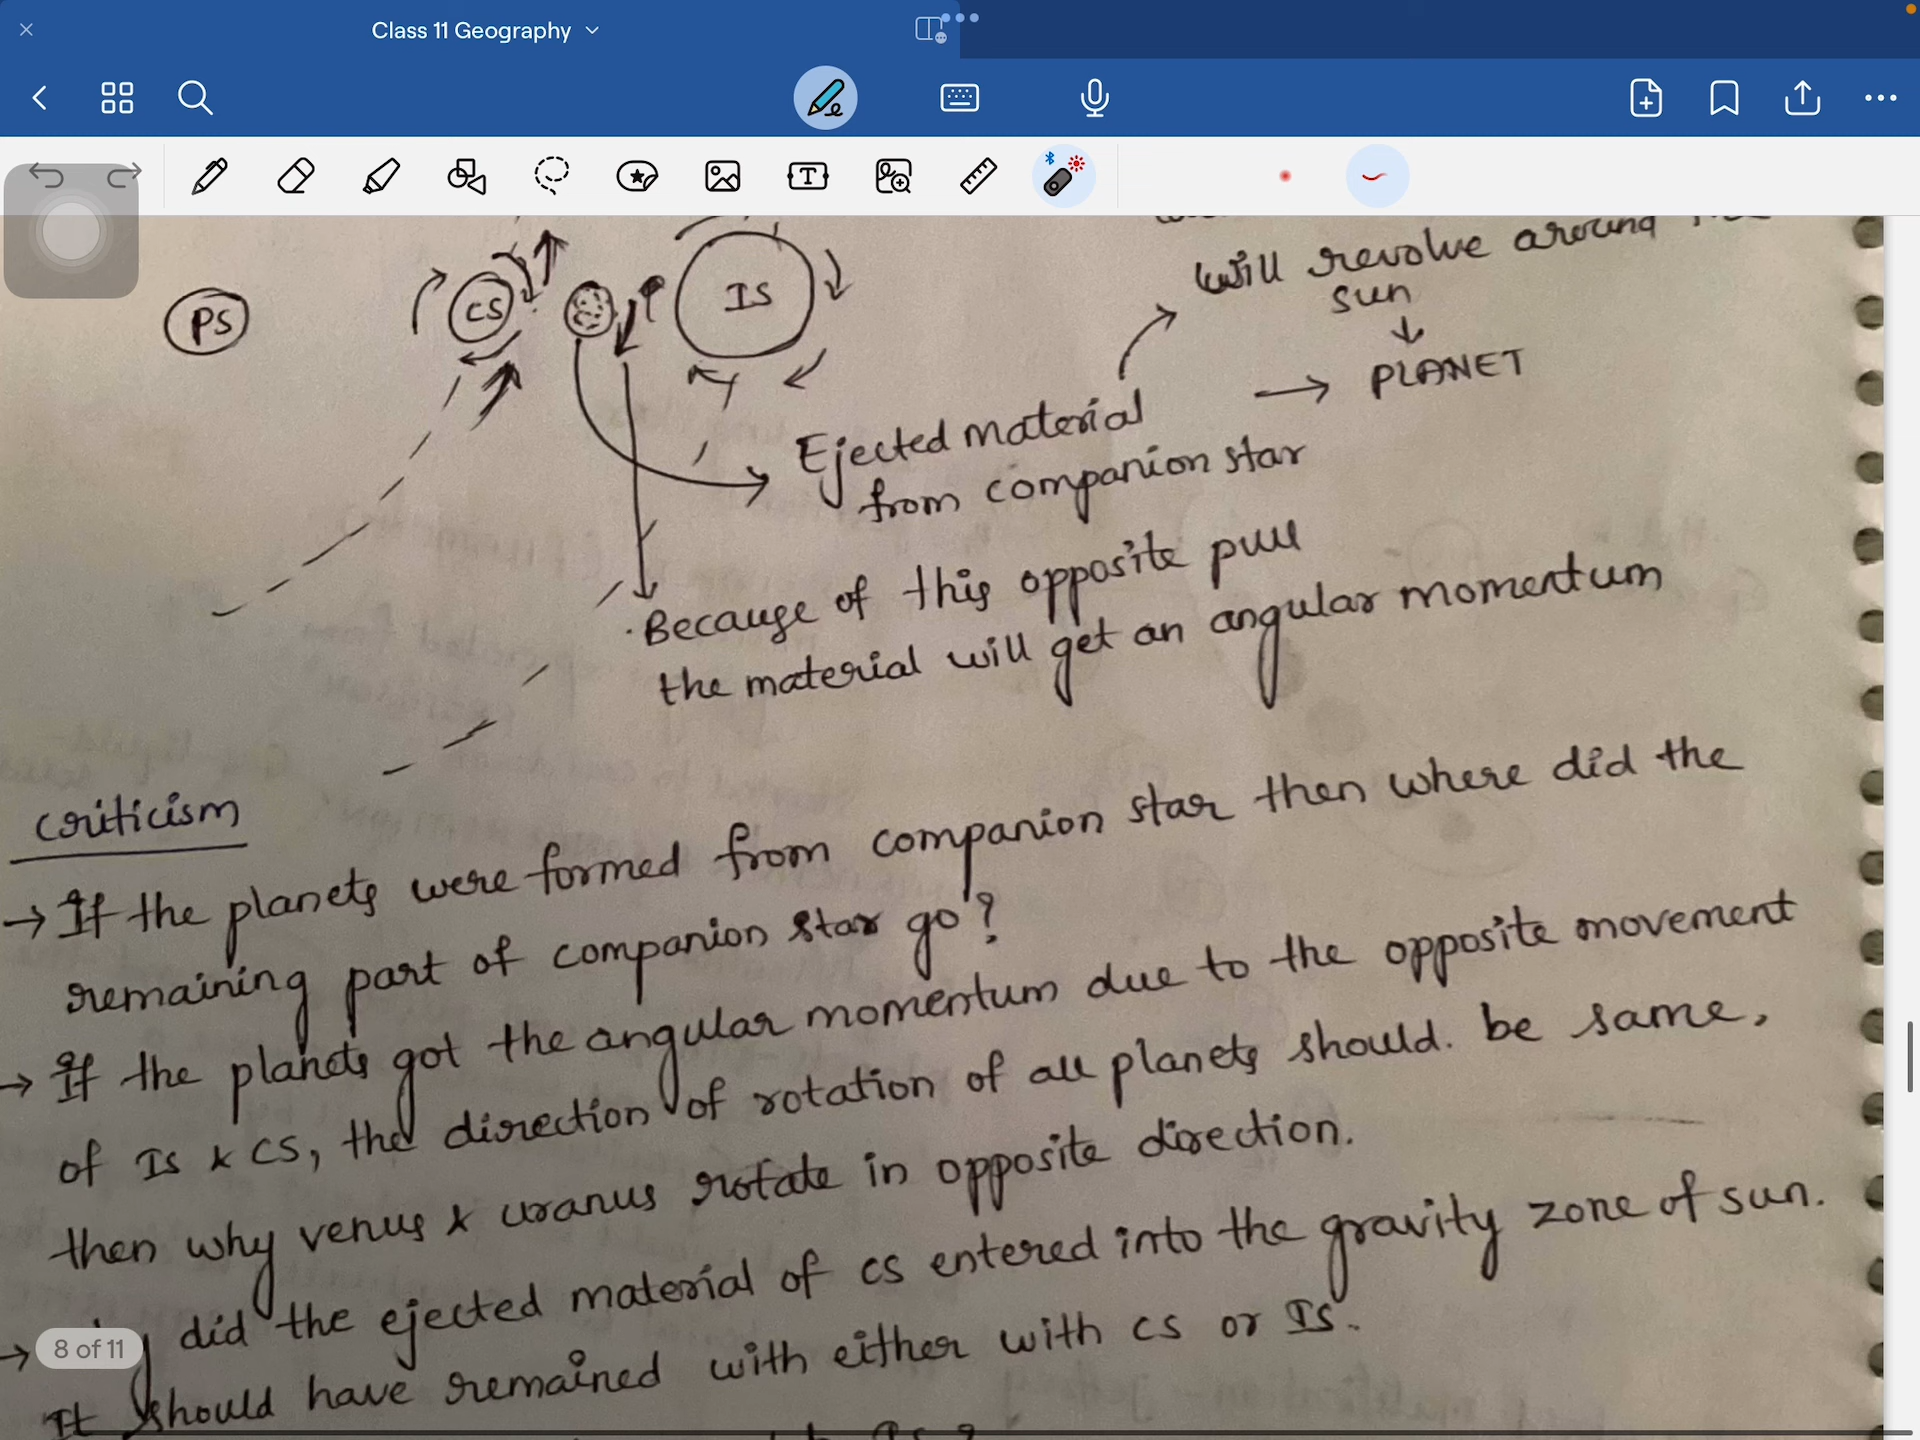 Class 11 Geography
will revolve around
sun
PS
CS
IS
PLANET
Ejected material
from companion star
Because of this opposite pull
the material will get an angular momentum
criticism
→ If the planets were formed from companion star then where did the
remaining part of companion star go?
→ If the planets got the angular momentum due to the opposite movement
of IS & CS, the direction of rotation of all planets should. be same,
then why venus & uranus rotate in opposite direction.
→ did the ejected material of CS entered into the gravity zone of sun.
It should have remained with either with CS or IS.
8 of 11